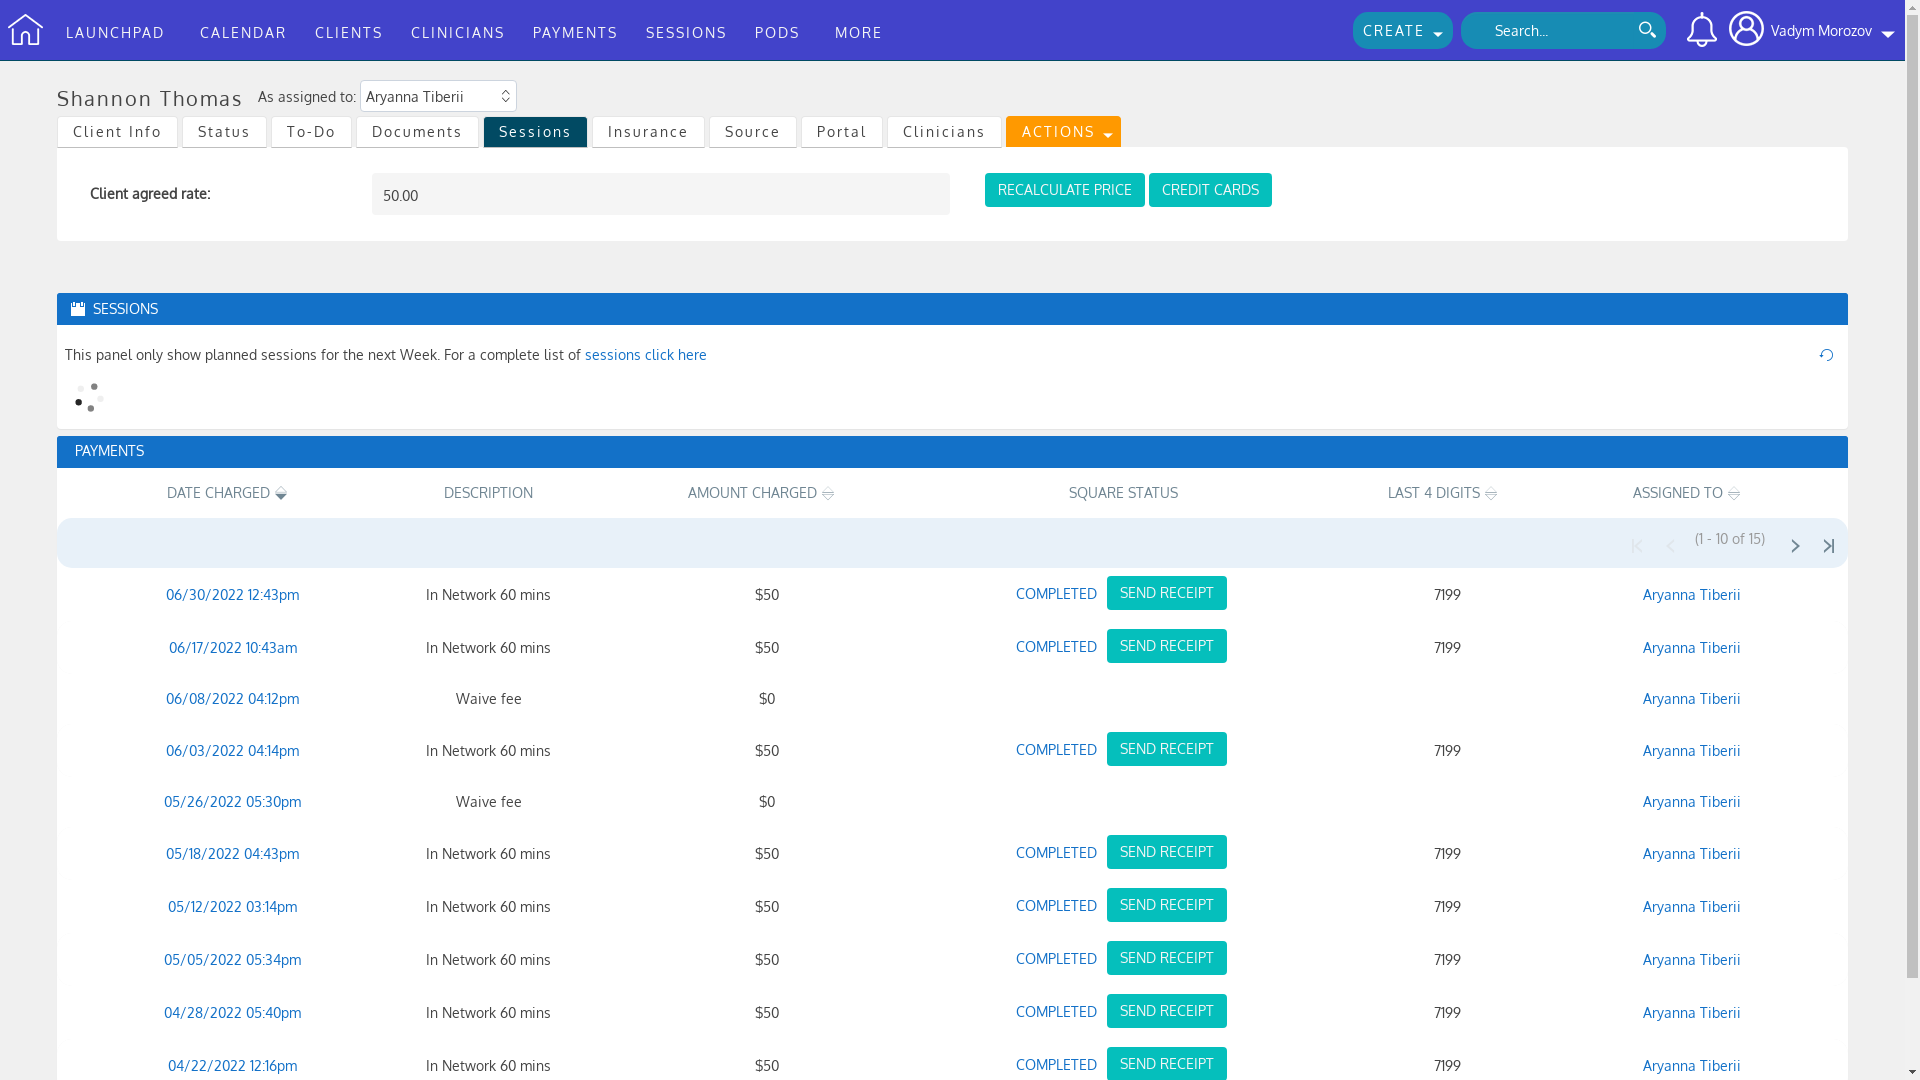 LAUNCHPAD CALENDAR CLIENTS CLINICIANS PAYMENTS SESSIONS PODS MORE CREATE Search... Vadym Morozov
Shannon Thomas As assigned to: Aryanna Tiberii
Client Info Status To-Do Documents Sessions Insurance Source Portal Clinicians ACTIONS
Client agreed rate: 50.00 RECALCULATE PRICE CREDIT CARDS
SESSIONS
This panel only show planned sessions for the next Week. For a complete list of sessions click here
PAYMENTS
DATE CHARGED DESCRIPTION AMOUNT CHARGED SQUARE STATUS LAST 4 DIGITS ASSIGNED TO
(1 - 10 of 15)
06/30/2022 12:43pm In Network 60 mins $50 COMPLETED SEND RECEIPT 7199 Aryanna Tiberii
06/17/2022 10:43am In Network 60 mins $50 COMPLETED SEND RECEIPT 7199 Aryanna Tiberii
06/08/2022 04:12pm Waive fee $0 Aryanna Tiberii
06/03/2022 04:14pm In Network 60 mins $50 COMPLETED SEND RECEIPT 7199 Aryanna Tiberii
05/26/2022 05:30pm Waive fee $0 Aryanna Tiberii
05/18/2022 04:43pm In Network 60 mins $50 COMPLETED SEND RECEIPT 7199 Aryanna Tiberii
05/12/2022 03:14pm In Network 60 mins $50 COMPLETED SEND RECEIPT 7199 Aryanna Tiberii
05/05/2022 05:34pm In Network 60 mins $50 COMPLETED SEND RECEIPT 7199 Aryanna Tiberii
04/28/2022 05:40pm In Network 60 mins $50 COMPLETED SEND RECEIPT 7199 Aryanna Tiberii
04/22/2022 12:16pm In Network 60 mins $50 COMPLETED SEND RECEIPT 7199 Aryanna Tiberii